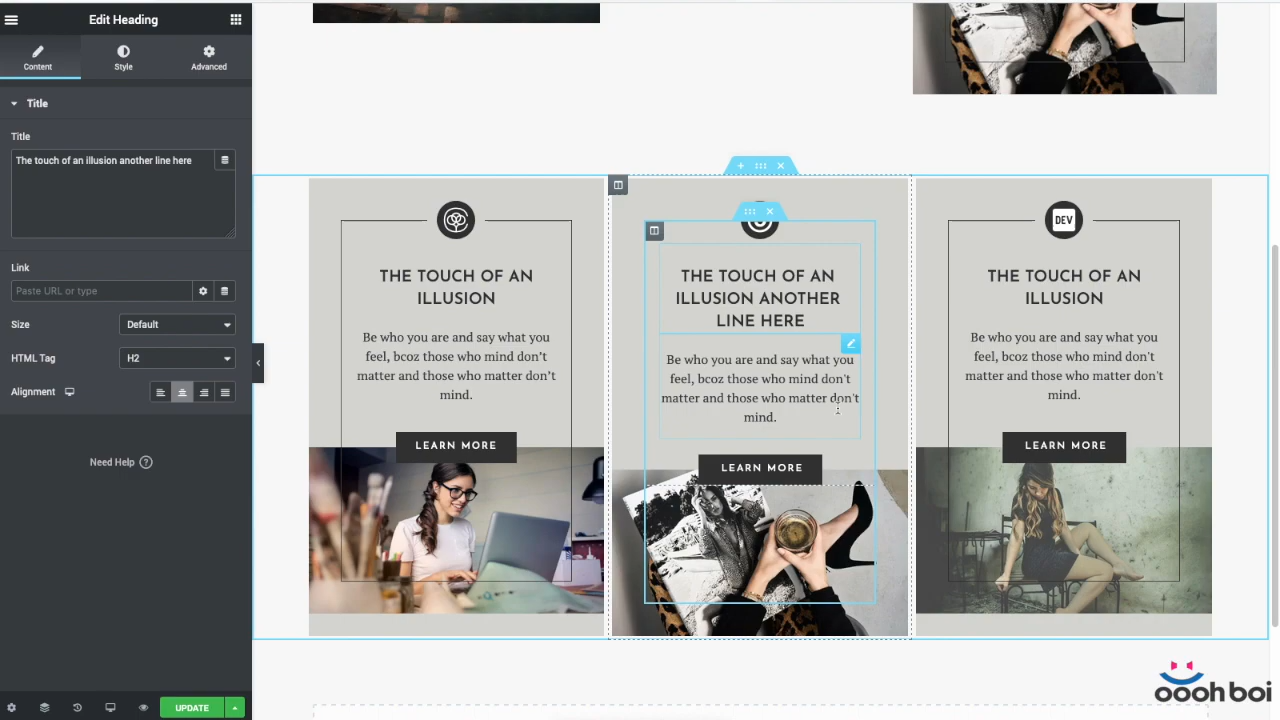 Edit Heading
Content
Style
Advanced
Title
Title
The touch of an illusion another line here
Link
Paste URL or type
Size
Default
HTML Tag
H2
Alignment
Need Help ?
UPDATE
THE TOUCH OF AN
ILLUSION
Be who you are and say what you
feel, bcoz those who mind don’t
matter and those who matter don’t
mind.
LEARN MORE
THE TOUCH OF AN
ILLUSION ANOTHER
LINE HERE
Be who you are and say what you
feel, bcoz those who mind don't
matter and those who matter don't
mind.
LEARN MORE
DEV
THE TOUCH OF AN
ILLUSION
Be who you are and say what you
feel, bcoz those who mind don't
matter and those who matter don't
mind.
LEARN MORE
oooh boi